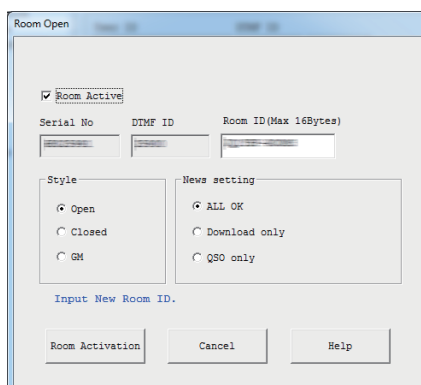 Room Open
Room Active
Serial No DTMF ID Room ID(Max 16Bytes)
Style News setting
Open ALL OK
Closed Download only
GM QSO only
Input New Room ID.
Room Activation Cancel Help